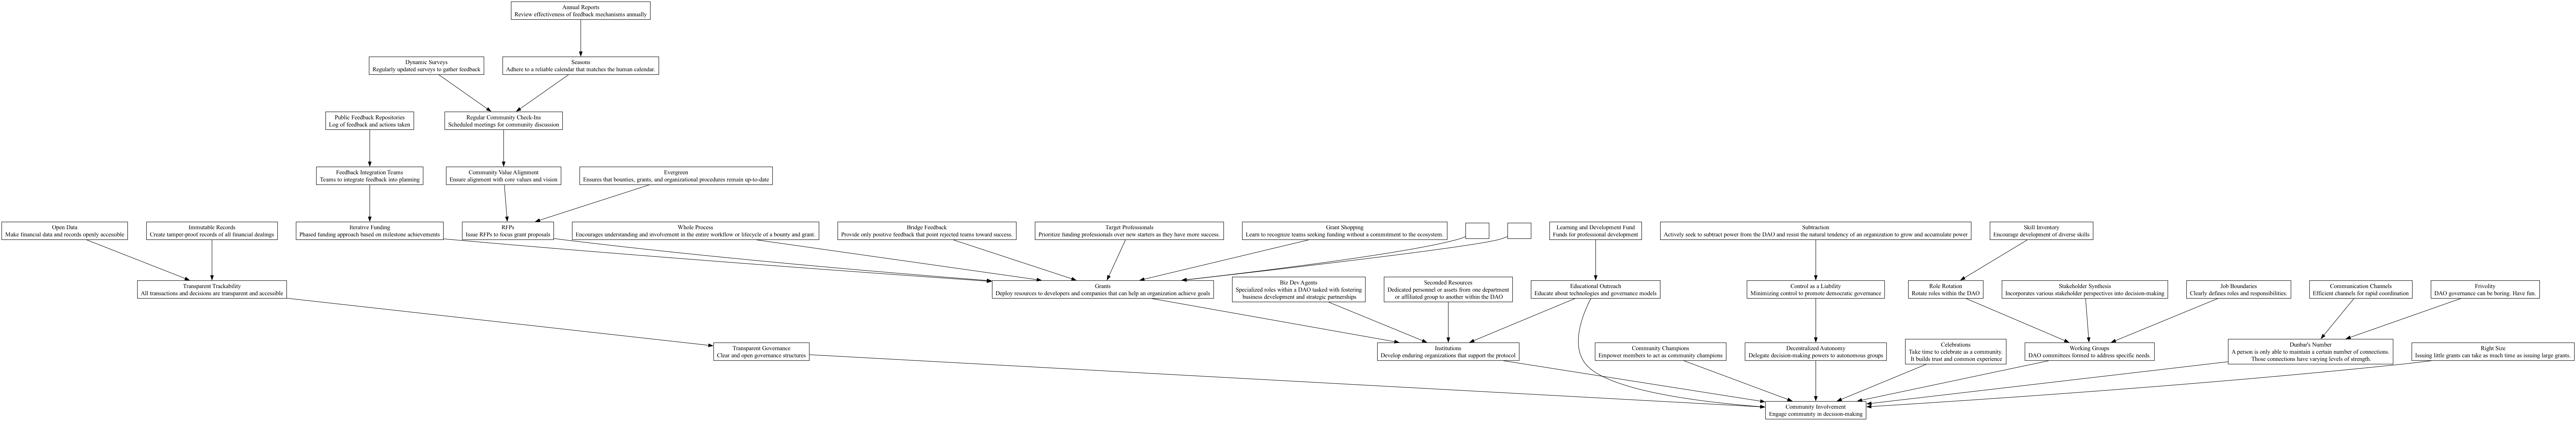 Annual Reports
Review effectiveness of feedback mechanisms annually
Dynamic Surveys
Regularly updated surveys to gather feedback
Seasons
Adhere to a reliable calendar that matches the human calendar.
Public Feedback Repositories
Log of feedback and actions taken
Regular Community Check-Ins
Scheduled meetings for community discussion
Feedback Integration Teams
Teams to integrate feedback into planning
Community Value Alignment
Ensure alignment with core values and vision
Evergreen
Ensures that bounties, grants, and organizational procedures remain up-to-date
Open Data
Make financial data and records openly accessible
Immutable Records
Create tamper-proof records of all financial dealings
Iterative Funding
Phased funding approach based on milestone achievements
RFPs
Issue RFPs to focus grant proposals
Whole Process
Encourages understanding and involvement in the entire workflow or lifecycle of a bounty and grant.
Bridge Feedback
Provide only positive feedback that point rejected teams toward success.
Target Professionals
Prioritize funding professionals over new starters as they have more success.
Grant Shopping
Learn to recognize teams seeking funding without a commitment to the ecosystem.
Learning and Development Fund
Funds for professional development
Subtraction
Actively seek to subtract power from the DAO and resist the natural tendency of an organization to grow and accumulate power
Skill Inventory
Encourage development of diverse skills
Transparent Trackability
All transactions and decisions are transparent and accessible
Grants
Deploy resources to developers and companies that can help an organization achieve goals
Biz Dev Agents
Specialized roles within a DAO tasked with fostering
business development and strategic partnerships
Seconded Resources
Dedicated personnel or assets from one department
or affiliated group to another within the DAO
Educational Outreach
Educate about technologies and governance models
Control as a Liability
Minimizing control to promote democratic governance
Role Rotation
Rotate roles within the DAO
Stakeholder Synthesis
Incorporates various stakeholder perspectives into decision-making
Job Boundaries
Clearly defines roles and responsibilities.
Communication Channels
Efficient channels for rapid coordination
Frivolity
DAO governance can be boring. Have fun.
Transparent Governance
Clear and open governance structures
Institutions
Develop enduring organizations that support the protocol
Community Champions
Empower members to act as community champions
Decentralized Autonomy
Delegate decision-making powers to autonomous groups
Celebrations
Take time to celebrate as a community.
It builds trust and common experience
Working Groups
DAO committees formed to address specific needs.
Dunbar's Number
A person is only able to maintain a certain number of connections.
Those connections have varying levels of strength.
Right Size
Issuing little grants can take as much time as issuing large grants.
Community Involvement
Engage community in decision-making